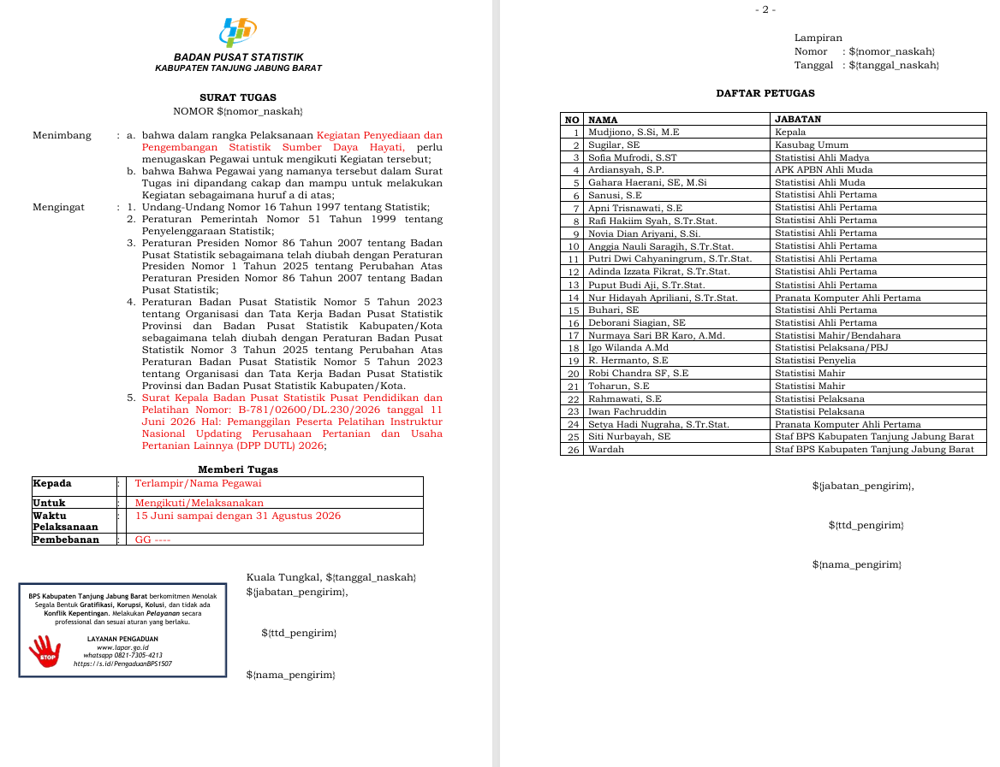 BADAN PUSAT STATISTIK
KABUPATEN TANJUNG JABUNG BARAT
SURAT TUGAS
NOMOR ${nomor_naskah}
Menimbang : a. bahwa dalam rangka Pelaksanaan Kegiatan Penyediaan dan
Pengembangan Statistik Sumber Daya Hayati, perlu
menugaskan Pegawai untuk mengikuti Kegiatan tersebut;
b. bahwa Bahwa Pegawai yang namanya tersebut dalam Surat
Tugas ini dipandang cakap dan mampu untuk melakukan
Kegiatan sebagaimana huruf a di atas;
Mengingat : 1. Undang-Undang Nomor 16 Tahun 1997 tentang Statistik;
2. Peraturan Pemerintah Nomor 51 Tahun 1999 tentang
Penyelenggaraan Statistik;
3. Peraturan Presiden Nomor 86 Tahun 2007 tentang Badan
Pusat Statistik sebagaimana telah diubah dengan Peraturan
Presiden Nomor 1 Tahun 2025 tentang Perubahan Atas
Peraturan Presiden Nomor 86 Tahun 2007 tentang Badan
Pusat Statistik;
4. Peraturan Badan Pusat Statistik Nomor 5 Tahun 2023
tentang Organisasi dan Tata Kerja Badan Pusat Statistik
Provinsi dan Badan Pusat Statistik Kabupaten/Kota
sebagaimana telah diubah dengan Peraturan Badan Pusat
Statistik Nomor 3 Tahun 2025 tentang Perubahan Atas
Peraturan Badan Pusat Statistik Nomor 5 Tahun 2023
tentang Organisasi dan Tata Kerja Badan Pusat Statistik
Provinsi dan Badan Pusat Statistik Kabupaten/Kota.
5. Surat Kepala Badan Pusat Statistik Pusat Pendidikan dan
Pelatihan Nomor: B-781/02600/DL.230/2026 tanggal 11
Juni 2026 Hal: Pemanggilan Peserta Pelatihan Instruktur
Nasional Updating Perusahaan Pertanian dan Usaha
Pertanian Lainnya (DPP DUTL) 2026;
Memberi Tugas
Kepada : Terlampir/Nama Pegawai
Untuk : Mengikuti/Melaksanakan
Waktu : 15 Juni sampai dengan 31 Agustus 2026
Pelaksanaan
Pembebanan : GG ----
Kuala Tungkal, ${tanggal_naskah}
${jabatan_pengirim},
${ttd_pengirim}
${nama_pengirim}
BPS Kabupaten Tanjung Jabung Barat berkomitmen Menolak
Segala Bentuk Gratifikasi, Korupsi, Kolusi, dan tidak ada
Konflik Kepentingan. Melakukan Pelayanan secara
professional dan sesuai aturan yang berlaku.
STOP
LAYANAN PENGADUAN
www.lapor.go.id
whatsapp 0821-7305-4213
https://s.id/PengaduanBPS1507
- 2 -
Lampiran
Nomor : ${nomor_naskah}
Tanggal : ${tanggal_naskah}
DAFTAR PETUGAS
NO NAMA JABATAN
1 Mudjiono, S.Si, M.E Kepala
2 Sugilar, SE Kasubag Umum
3 Sofia Mufrodi, S.ST Statistisi Ahli Madya
4 Ardiansyah, S.P. APK APBN Ahli Muda
5 Gahara Haerani, SE, M.Si Statistisi Ahli Muda
6 Sanusi, S.E Statistisi Ahli Pertama
7 Apni Trisnawati, S.E Statistisi Ahli Pertama
8 Rafi Hakiim Syah, S.Tr.Stat. Statistisi Ahli Pertama
9 Novia Dian Ariyani, S.Si. Statistisi Ahli Pertama
10 Anggia Nauli Saragih, S.Tr.Stat. Statistisi Ahli Pertama
11 Putri Dwi Cahyaningrum, S.Tr.Stat. Statistisi Ahli Pertama
12 Adinda Izzata Fikrat, S.Tr.Stat. Statistisi Ahli Pertama
13 Puput Budi Aji, S.Tr.Stat. Statistisi Ahli Pertama
14 Nur Hidayah Apriliani, S.Tr.Stat. Pranata Komputer Ahli Pertama
15 Buhari, SE Statistisi Ahli Pertama
16 Deborani Siagian, SE Statistisi Ahli Pertama
17 Nurmaya Sari BR Karo, A.Md. Statistisi Mahir/Bendahara
18 Igo Wilanda A.Md Statistisi Pelaksana/PBJ
19 R. Hermanto, S.E Statistisi Penyelia
20 Robi Chandra SF, S.E Statistisi Mahir
21 Toharun, S.E Statistisi Mahir
22 Rahmawati, S.E Statistisi Pelaksana
23 Iwan Fachruddin Statistisi Pelaksana
24 Setya Hadi Nugraha, S.Tr.Stat. Pranata Komputer Ahli Pertama
25 Siti Nurbayah, SE Staf BPS Kabupaten Tanjung Jabung Barat
26 Wardah Staf BPS Kabupaten Tanjung Jabung Barat
${jabatan_pengirim},
${ttd_pengirim}
${nama_pengirim}